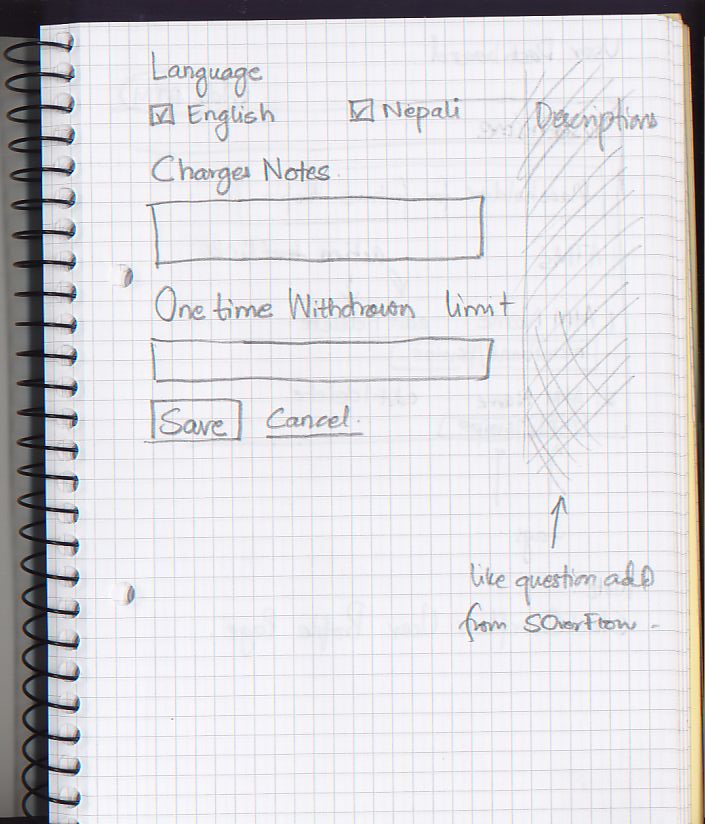 Language
☑ English ☑ Nepali Descriptions
Charges Notes.
One time Withdrawn limit
Save Cancel.
like question add
from SOverFlow.